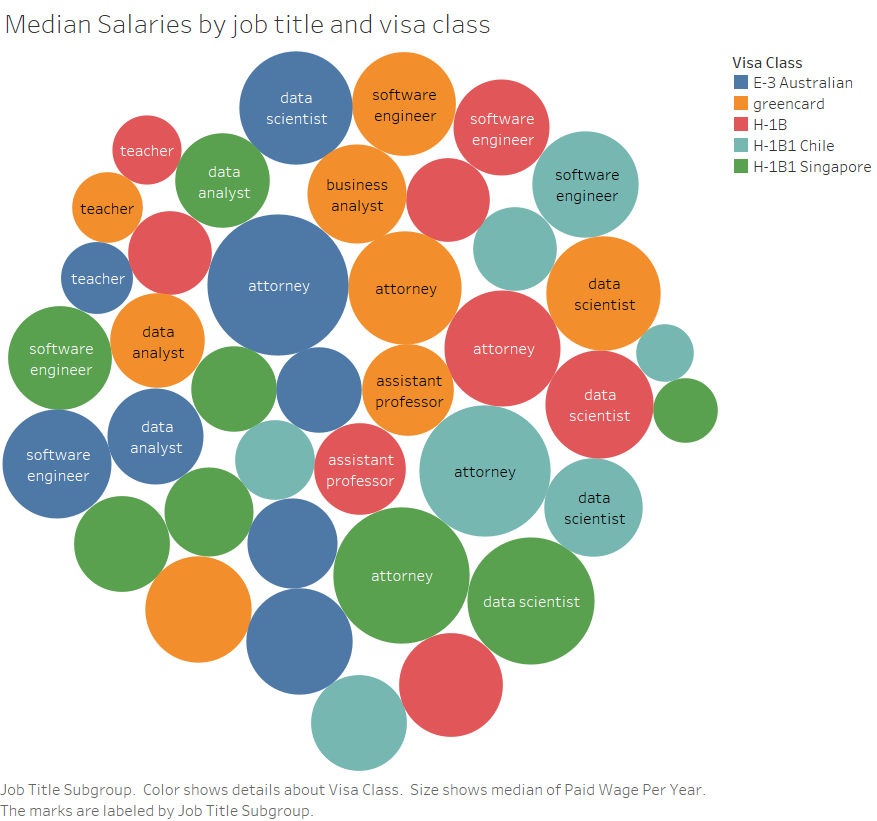 Median Salaries by job title and visa class
Visa Class
E-3 Australian
greencard
H-1B
H-1B1 Chile
H-1B1 Singapore
data
scientist
software
engineer
software
engineer
teacher
data
analyst
business
analyst
software
engineer
teacher
teacher
attorney
attorney
data
scientist
software
engineer
data
analyst
attorney
assistant
professor
data
scientist
software
engineer
data
analyst
assistant
professor
attorney
data
scientist
attorney
data scientist
Job Title Subgroup.  Color shows details about Visa Class.  Size shows median of Paid Wage Per Year.
The marks are labeled by Job Title Subgroup.